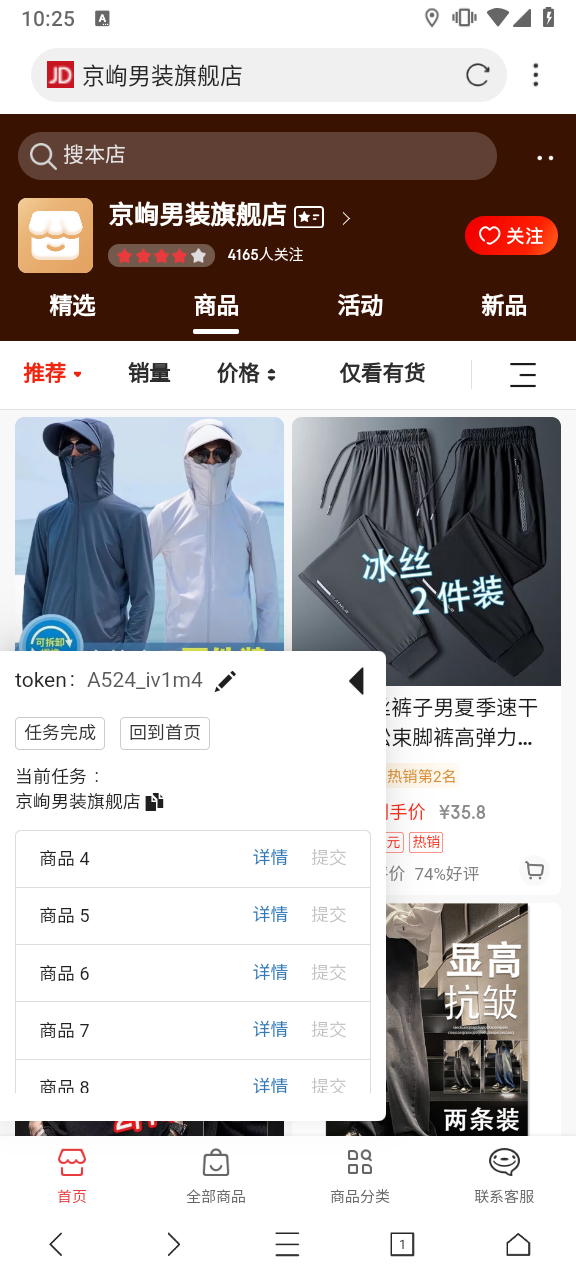 10:25
京峋男装旗舰店
搜本店
京峋男装旗舰店
4165人关注
关注
精选
商品
活动
新品
推荐
销量
价格
仅看有货
冰丝
2件装
可拆卸
token: A524_iv1m4
任务完成
回到首页
当前任务：
京峋男装旗舰店
商品 4 详情 提交
商品 5 详情 提交
商品 6 详情 提交
商品 7 详情 提交
商品 8 详情 提交
裤子男夏季速干
束脚裤高弹力...
热销第2名
手价 ¥35.8
元 热销
价 74%好评
显高
抗皱
两条装
首页
全部商品
商品分类
联系客服
1